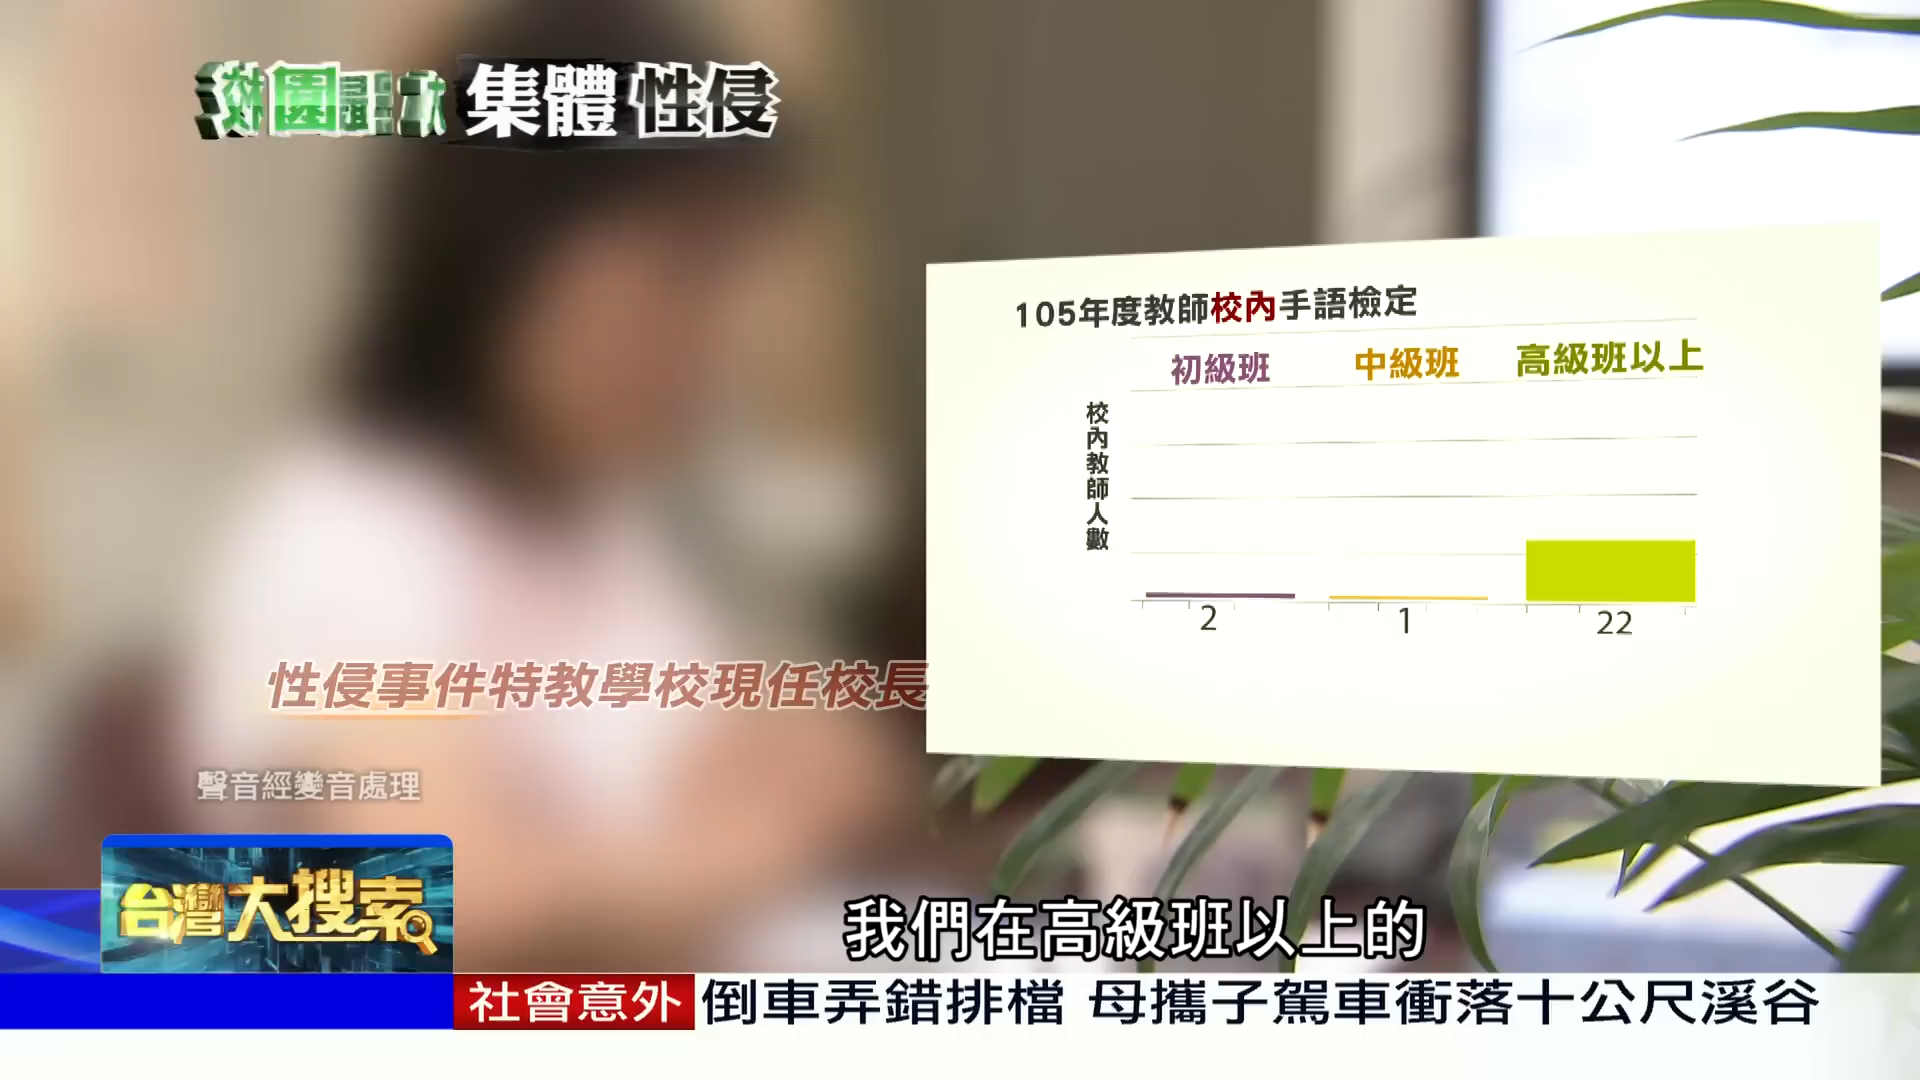 集體性侵
105年度教師校內手語檢定
初級班 中級班 高級班以上
校內教師人數
2 1 22
性侵事件特教學校現任校長
聲音經變音處理
台灣大搜索
我們在高級班以上的
社會意外 倒車弄錯排檔 母攜子駕車衝落十公尺溪谷